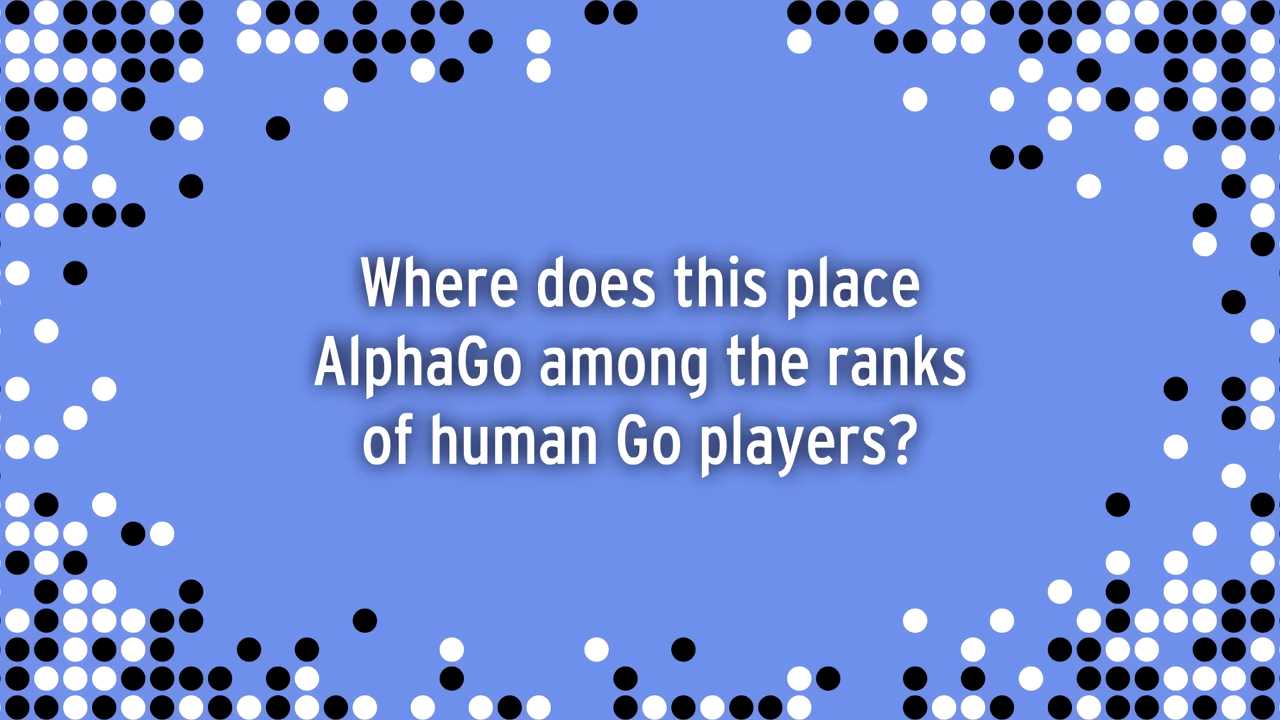 Where does this place
AlphaGo among the ranks
of human Go players?